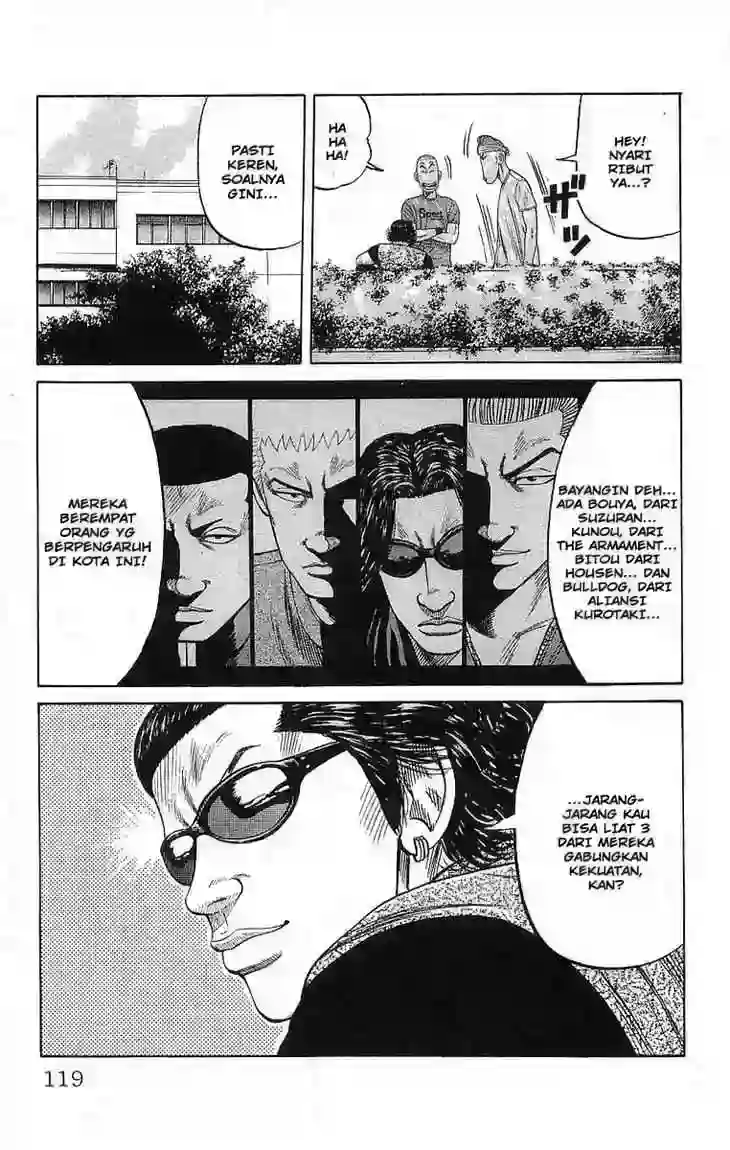 HEY!
NYARI
RIBUT
YA...?
ザッ
HA
HA
HA!
PASTI
KEREN,
SOALNYA
GINI...
BAYANGIN DEH...
ADA BOUYA, DARI
SUZURAN...
KUNOU, DARI
THE ARMAMENT...
BITOU DARI
HOUSEN... DAN
BULLDOG, DARI
ALIANSI
KUROTAKI...
MEREKA
BEREMPAT
ORANG YG
BERPENGARUH
DI KOTA INI!
...JARANG-
JARANG KAU
BISA LIAT 3
DARI MEREKA
GABUNGKAN
KEKUATAN,
KAN?
119